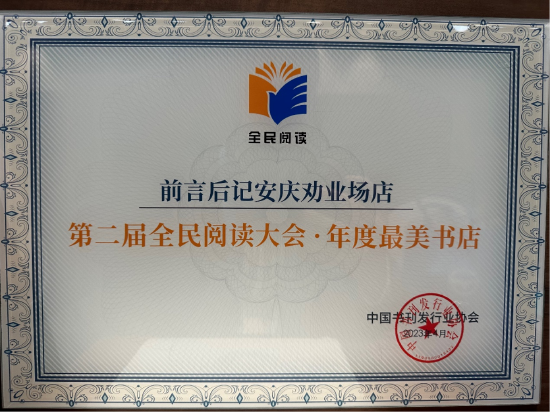 全民阅读
前言后记安庆劝业场店
第二届全民阅读大会·年度最美书店
中国书刊发行业协会
2023年4月